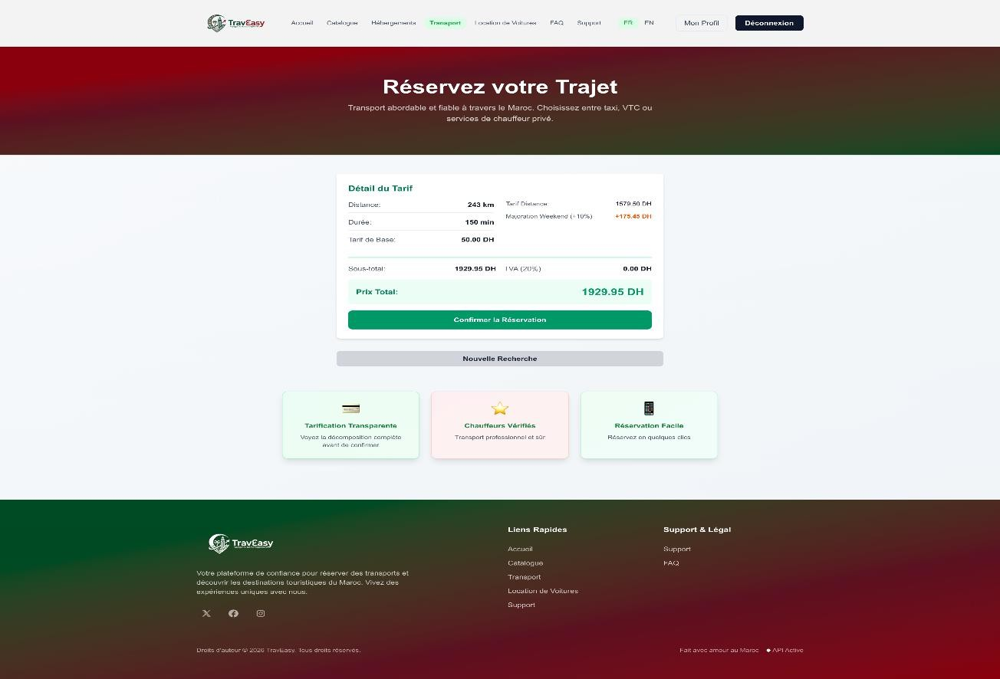 TravEasy
Accueil
Catalogue
Hébergements
Transport
Location de Voitures
FAQ
Support
FR
EN
Mon Profil
Déconnexion
Réservez votre Trajet
Transport abordable et fiable à travers le Maroc. Choisissez entre taxi, VTC ou
services de chauffeur privé.
Détail du Tarif
Distance: 243 km
Durée: 150 min
Tarif de Base: 50.00 DH
Tarif Distance: 1579.50 DH
Majoration Weekend (+10%) +175.45 DH
Sous-total: 1929.95 DH
TVA (20%) 0.00 DH
Prix Total: 1929.95 DH
Confirmer la Réservation
Nouvelle Recherche
Tarification Transparente
Voyez la décomposition complète
avant de confirmer
Chauffeurs Vérifiés
Transport professionnel et sûr
Réservation Facile
Réservez en quelques clics
TravEasy
Votre plateforme de confiance pour réserver des transports et
découvrir les destinations touristiques du Maroc. Vivez des
expériences uniques avec nous.
Liens Rapides
Accueil
Catalogue
Transport
Location de Voitures
Support
Support & Légal
Support
FAQ
Droits d'auteur © 2026 TravEasy. Tous droits réservés.
Fait avec amour au Maroc
API Active